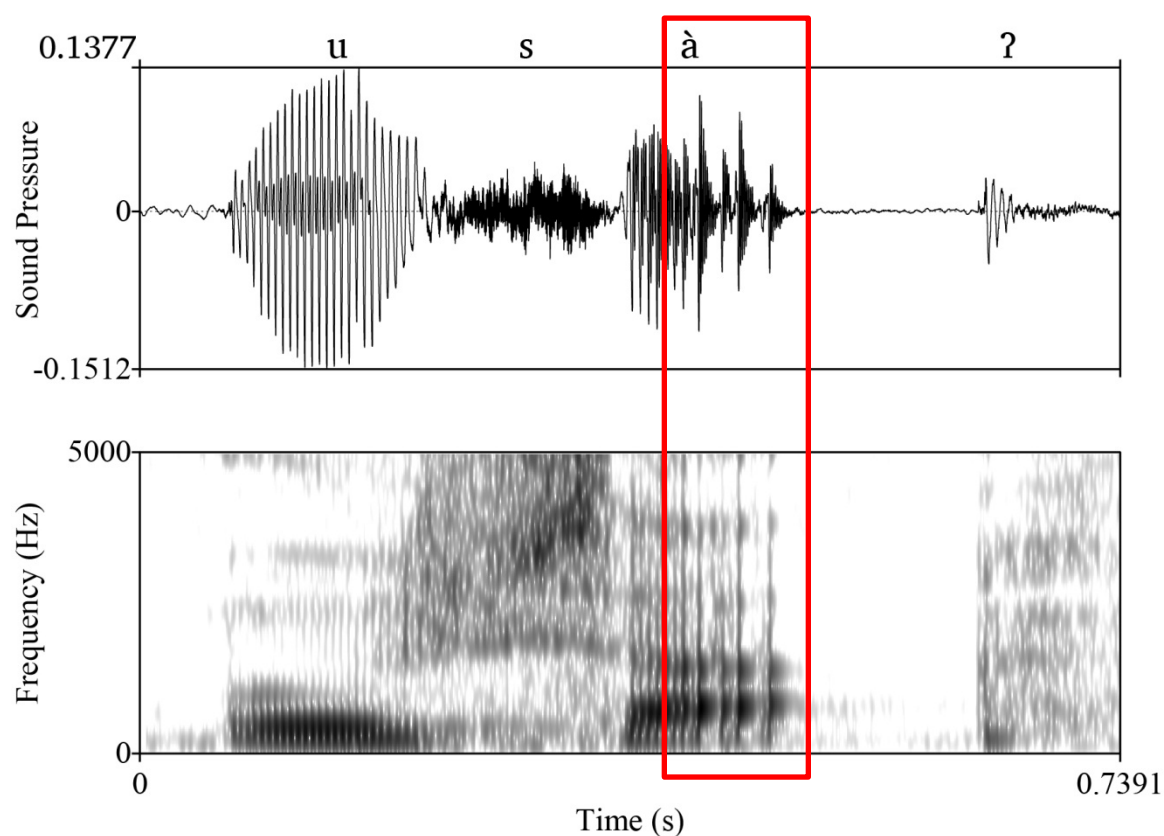 u s à ʔ
0.1377
0
-0.1512
Sound Pressure
5000
0
Frequency (Hz)
0 0.7391
Time (s)